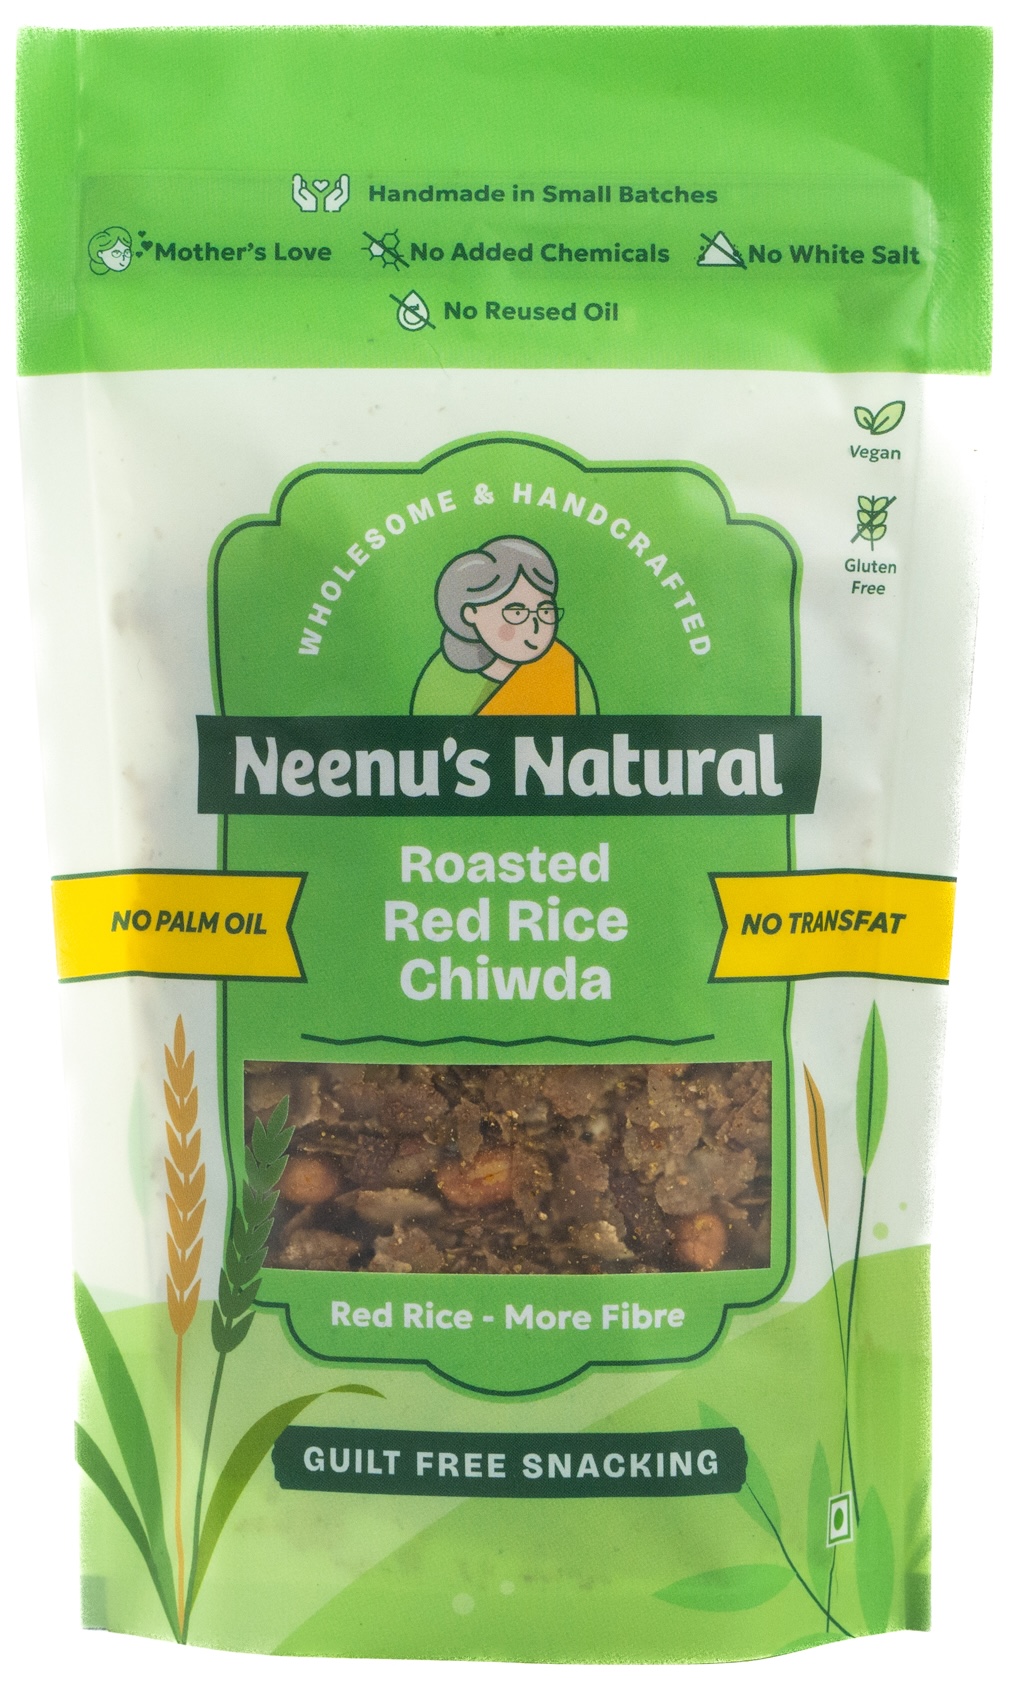 Handmade in Small Batches
Mother's Love No Added Chemicals No White Salt
No Reused Oil
Vegan
Gluten
Free
WHOLESOME & HANDCRAFTED
Neenu's Natural
Roasted
Red Rice
Chiwda
NO PALM OIL
NO TRANSFAT
Red Rice - More Fibre
GUILT FREE SNACKING